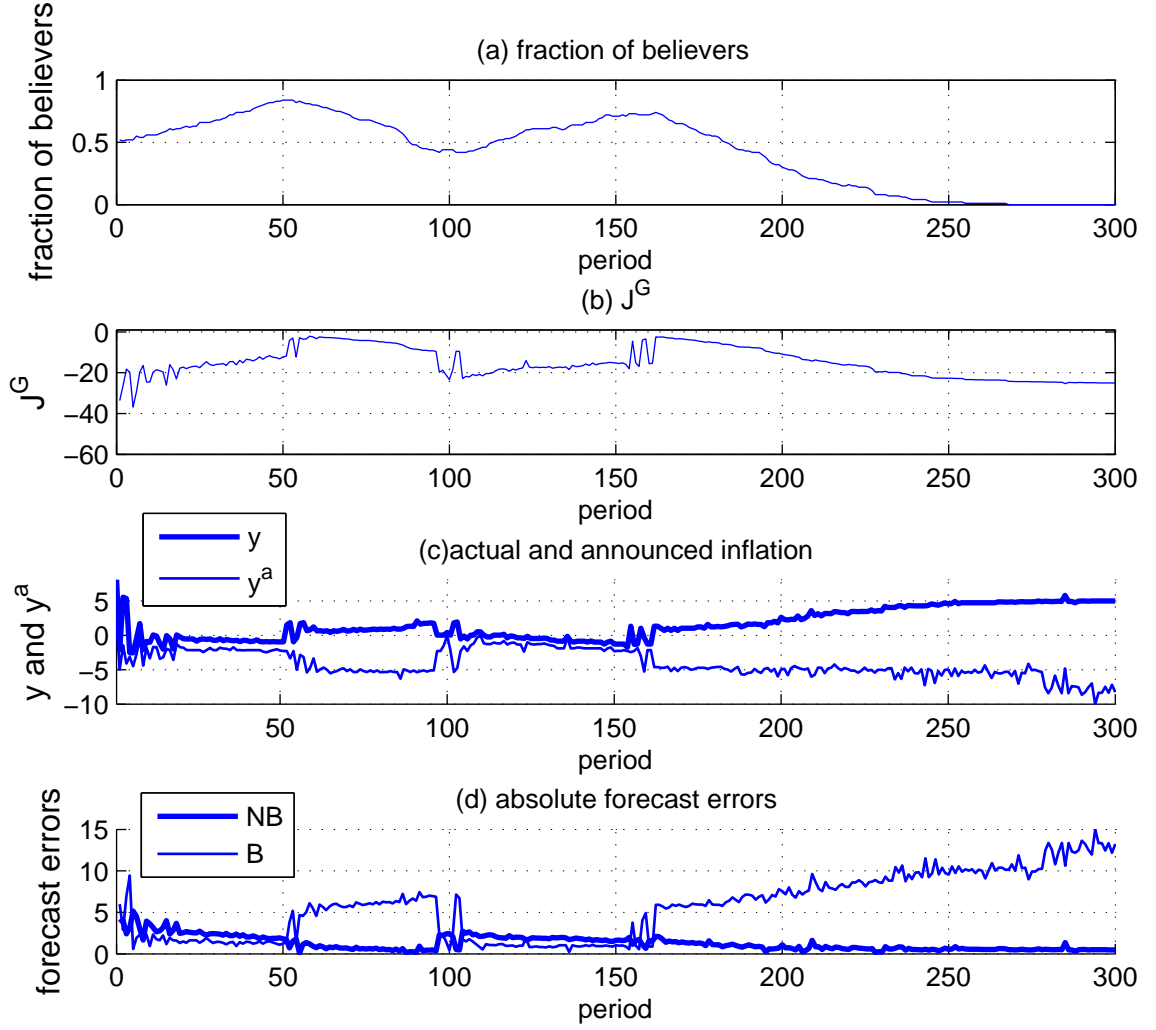 (a) fraction of believers
fraction of believers
1
0.5
0
0 50 100 150 200 250 300
period
(b) J^G
J^G
0
−20
−40
−60
0 50 100 150 200 250 300
period
y
y^a
(c)actual and announced inflation
y and y^a
5
0
−5
−10
50 100 150 200 250 300
period
NB
B
(d) absolute forecast errors
forecast errors
15
10
5
0
0 50 100 150 200 250 300
period